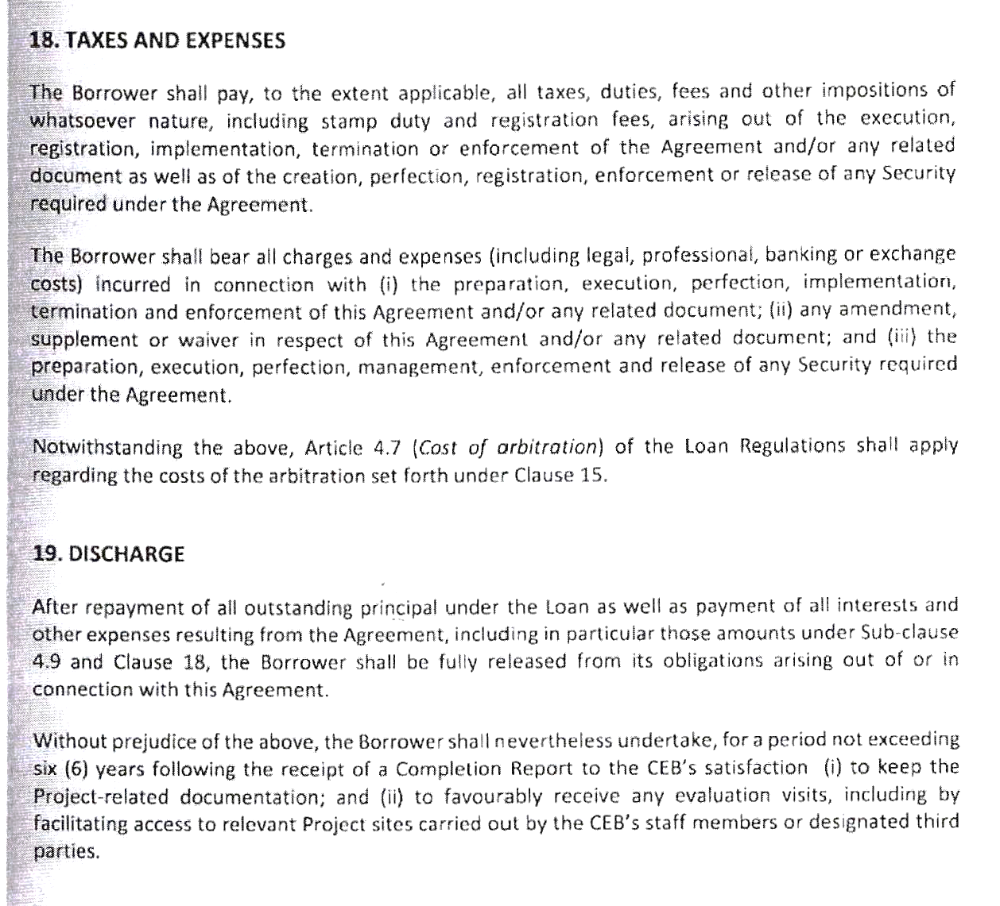 18. TAXES AND EXPENSES
The Borrower shall pay, to the extent applicable, all taxes, duties, fees and other impositions of
whatsoever nature, including stamp duty and registration fees, arising out of the execution,
registration, implementation, termination or enforcement of the Agreement and/or any related
document as well as of the creation, perfection, registration, enforcement or release of any Security
required under the Agreement.
The Borrower shall bear all charges and expenses (including legal, professional, banking or exchange
costs) incurred in connection with (i) the preparation, execution, perfection, implementation,
termination and enforcement of this Agreement and/or any related document; (ii) any amendment,
supplement or waiver in respect of this Agreement and/or any related document; and (iii) the
preparation, execution, perfection, management, enforcement and release of any Security required
under the Agreement.
Notwithstanding the above, Article 4.7 (Cost of arbitration) of the Loan Regulations shall apply
regarding the costs of the arbitration set forth under Clause 15.
19. DISCHARGE
After repayment of all outstanding principal under the Loan as well as payment of all interests and
other expenses resulting from the Agreement, including in particular those amounts under Sub-clause
4.9 and Clause 18, the Borrower shall be fully released from its obligations arising out of or in
connection with this Agreement.
Without prejudice of the above, the Borrower shall nevertheless undertake, for a period not exceeding
six (6) years following the receipt of a Completion Report to the CEB's satisfaction (i) to keep the
Project-related documentation; and (ii) to favourably receive any evaluation visits, including by
facilitating access to relevant Project sites carried out by the CEB's staff members or designated third
parties.